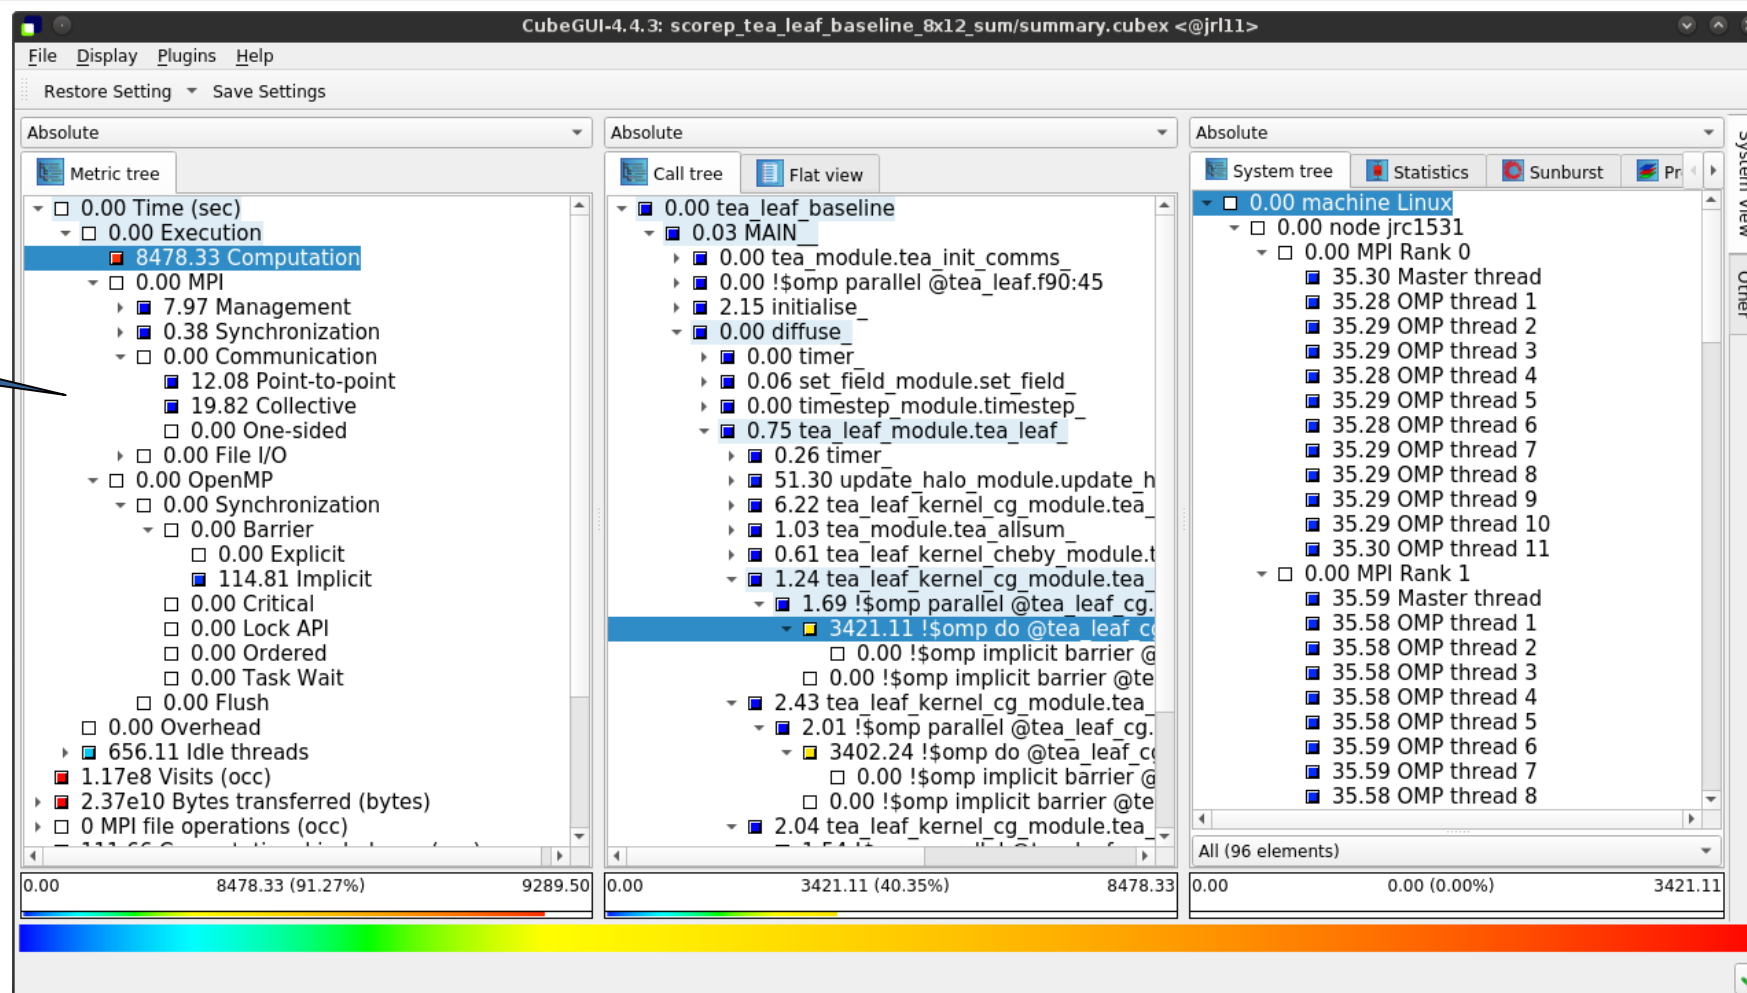 CubeGUI-4.4.3: scorep_tea_leaf_baseline_8x12_sum/summary.cubex <@jrl11>
File Display Plugins Help
Restore Setting Save Settings
Absolute
Metric tree
0.00 Time (sec)
0.00 Execution
8478.33 Computation
0.00 MPI
7.97 Management
0.38 Synchronization
0.00 Communication
12.08 Point-to-point
19.82 Collective
0.00 One-sided
0.00 File I/O
0.00 OpenMP
0.00 Synchronization
0.00 Barrier
0.00 Explicit
114.81 Implicit
0.00 Critical
0.00 Lock API
0.00 Ordered
0.00 Task Wait
0.00 Flush
0.00 Overhead
656.11 Idle threads
1.17e8 Visits (occ)
2.37e10 Bytes transferred (bytes)
0 MPI file operations (occ)
0.00 8478.33 (91.27%) 9289.50
Absolute
Call tree Flat view
0.00 tea_leaf_baseline
0.03 MAIN__
0.00 tea_module.tea_init_comms_
0.00 !$omp parallel @tea_leaf.f90:45
2.15 initialise_
0.00 diffuse_
0.00 timer_
0.06 set_field_module.set_field_
0.00 timestep_module.timestep_
0.75 tea_leaf_module.tea_leaf_
0.26 timer_
51.30 update_halo_module.update_h
6.22 tea_leaf_kernel_cg_module.tea_
1.03 tea_module.tea_allsum_
0.61 tea_leaf_kernel_cheby_module.t
1.24 tea_leaf_kernel_cg_module.tea_
1.69 !$omp parallel @tea_leaf_cg.
3421.11 !$omp do @tea_leaf_cg
0.00 !$omp implicit barrier @
0.00 !$omp implicit barrier @te
2.43 tea_leaf_kernel_cg_module.tea_
2.01 !$omp parallel @tea_leaf_cg.
3402.24 !$omp do @tea_leaf_cg
0.00 !$omp implicit barrier @
0.00 !$omp implicit barrier @te
2.04 tea_leaf_kernel_cg_module.tea_
0.00 3421.11 (40.35%) 8478.33
Absolute
System tree Statistics Sunburst Pr
0.00 machine Linux
0.00 node jrc1531
0.00 MPI Rank 0
35.30 Master thread
35.28 OMP thread 1
35.29 OMP thread 2
35.29 OMP thread 3
35.28 OMP thread 4
35.29 OMP thread 5
35.28 OMP thread 6
35.29 OMP thread 7
35.29 OMP thread 8
35.29 OMP thread 9
35.29 OMP thread 10
35.30 OMP thread 11
0.00 MPI Rank 1
35.59 Master thread
35.58 OMP thread 1
35.58 OMP thread 2
35.58 OMP thread 3
35.58 OMP thread 4
35.58 OMP thread 5
35.59 OMP thread 6
35.59 OMP thread 7
35.58 OMP thread 8
All (96 elements)
0.00 0.00 (0.00%) 3421.11
System View
Other